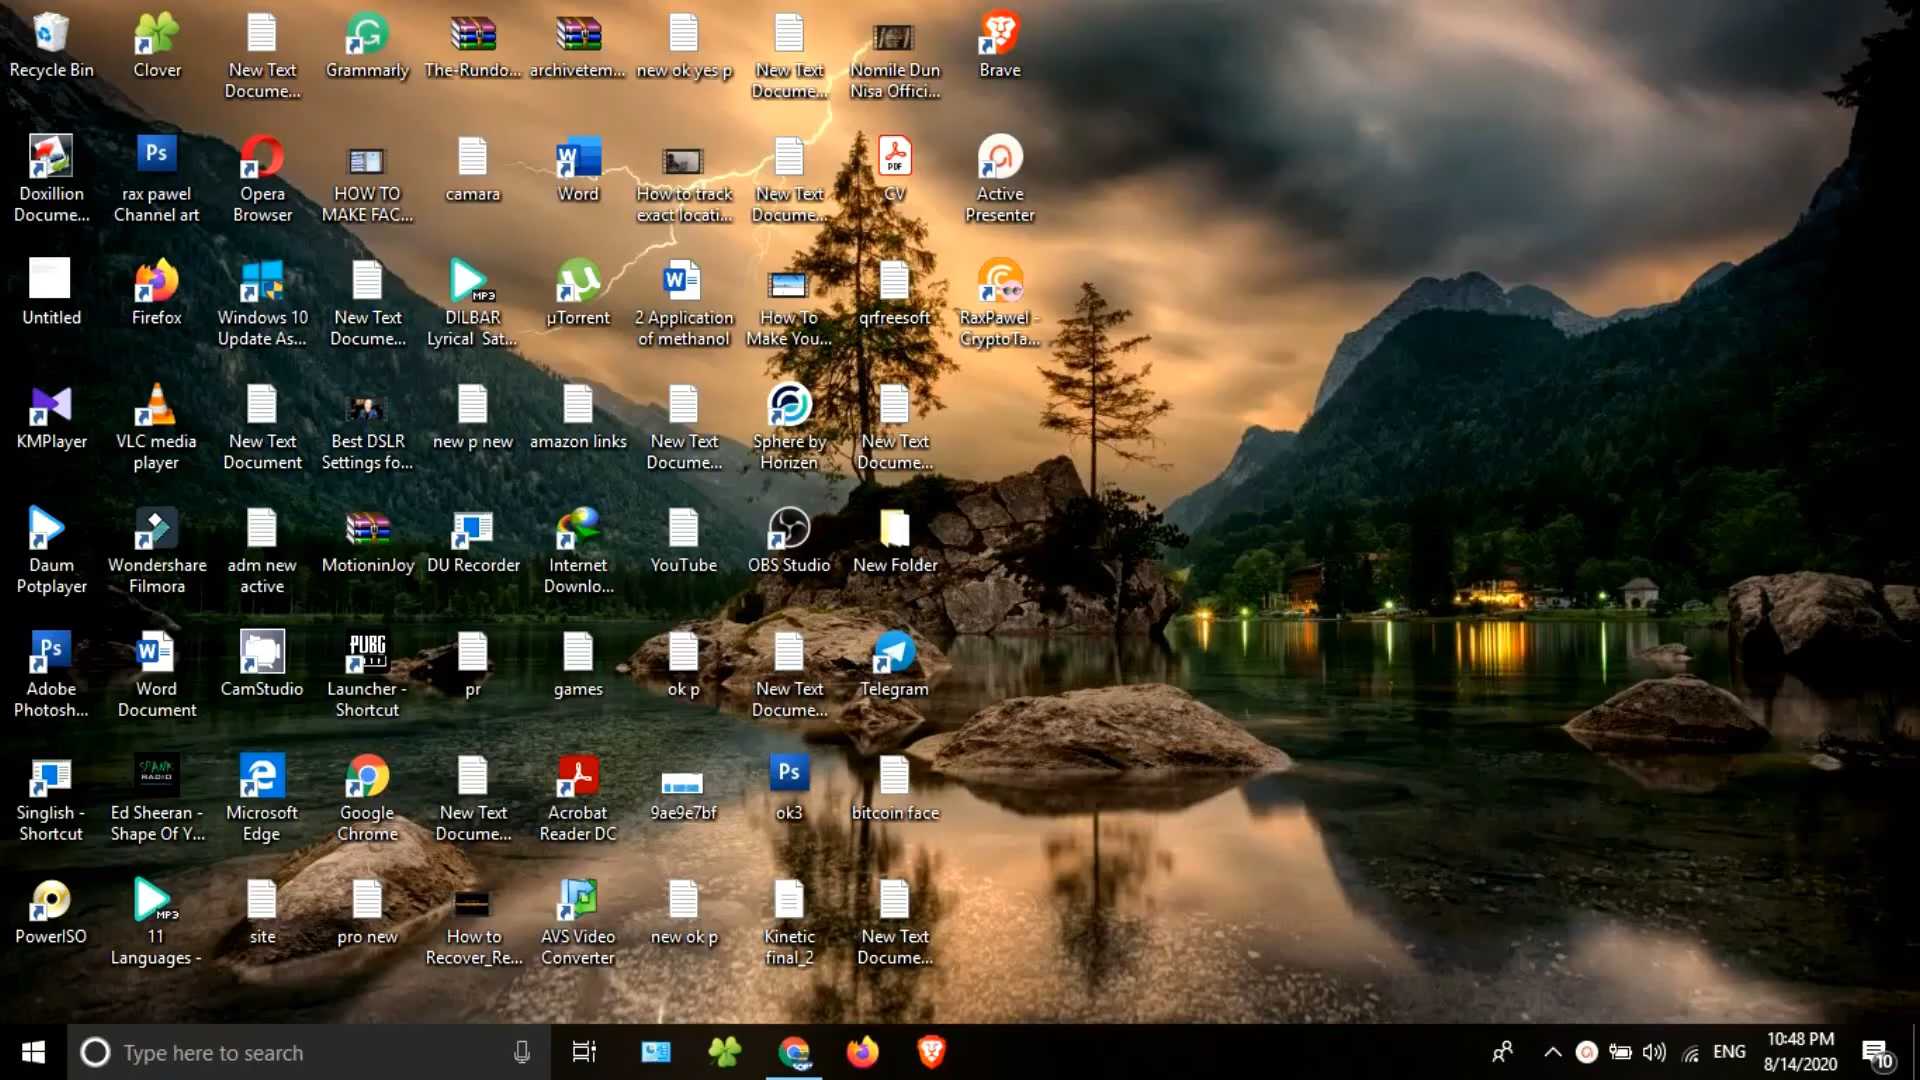 Recycle Bin
Clover
New Text
Docume...
Grammarly
The-Rundo...
archivetem...
new ok yes p
New Text
Docume...
Nomile Dun
Nisa Offici...
Brave
Doxillion
Docume...
Ps
rax pawel
Channel art
Opera
Browser
HOW TO
MAKE FAC...
camara
W
Word
How to track
exact locati...
New Text
Docume...
PDF
CV
Active
Presenter
Untitled
Firefox
Windows 10
Update As...
New Text
Docume...
MP3
DILBAR
Lyrical Sat...
µTorrent
W
2 Application
of methanol
How To
Make You...
qrfreesoft
RaxPawel -
CryptoTa...
KMPlayer
VLC media
player
New Text
Document
Best DSLR
Settings fo...
new p new
amazon links
New Text
Docume...
Sphere by
Horizen
New Text
Docume...
Daum
Potplayer
Wondershare
Filmora
adm new
active
MotioninJoy
DU Recorder
Internet
Downlo...
YouTube
OBS Studio
New Folder
Ps
Adobe
Photosh...
W
Word
Document
CamStudio
PUBG
Launcher -
Shortcut
pr
games
ok p
New Text
Docume...
Telegram
Singlish -
Shortcut
SPANK
RADIO
Ed Sheeran -
Shape Of Y...
Microsoft
Edge
Google
Chrome
New Text
Docume...
Acrobat
Reader DC
9ae9e7bf
Ps
ok3
bitcoin face
PowerISO
MP3
11
Languages -
site
pro new
How to
Recover_Re...
AVS Video
Converter
new ok p
Kinetic
final_2
New Text
Docume...
Type here to search
ENG
10:48 PM
8/14/2020
10